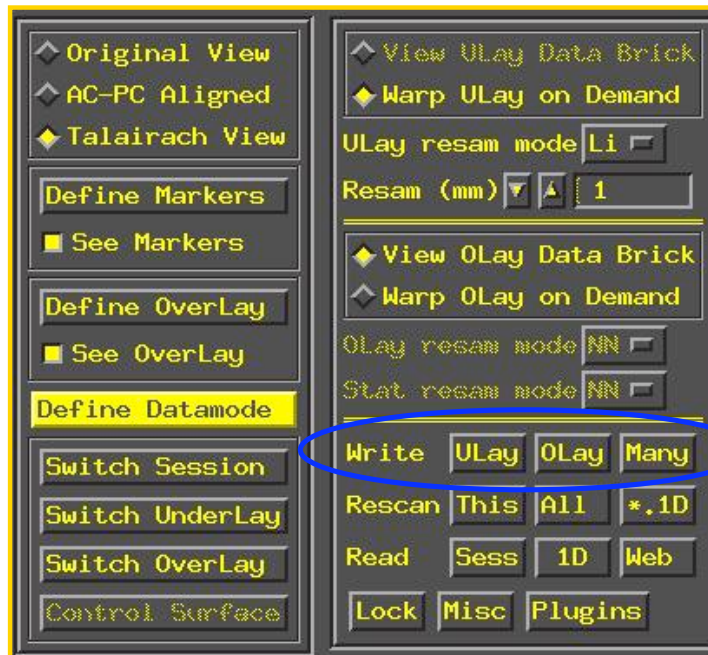 Original View
AC-PC Aligned
Talairach View
Define Markers
See Markers
Define OverLay
See OverLay
Define Datamode
Switch Session
Switch UnderLay
Switch OverLay
Control Surface
View ULay Data Brick
Warp ULay on Demand
ULay resam mode Li
Resam (mm) 1
View OLay Data Brick
Warp OLay on Demand
OLay resam mode NN
Stat resam mode NN
Write ULay OLay Many
Rescan This All *.1D
Read Sess 1D Web
Lock Misc Plugins